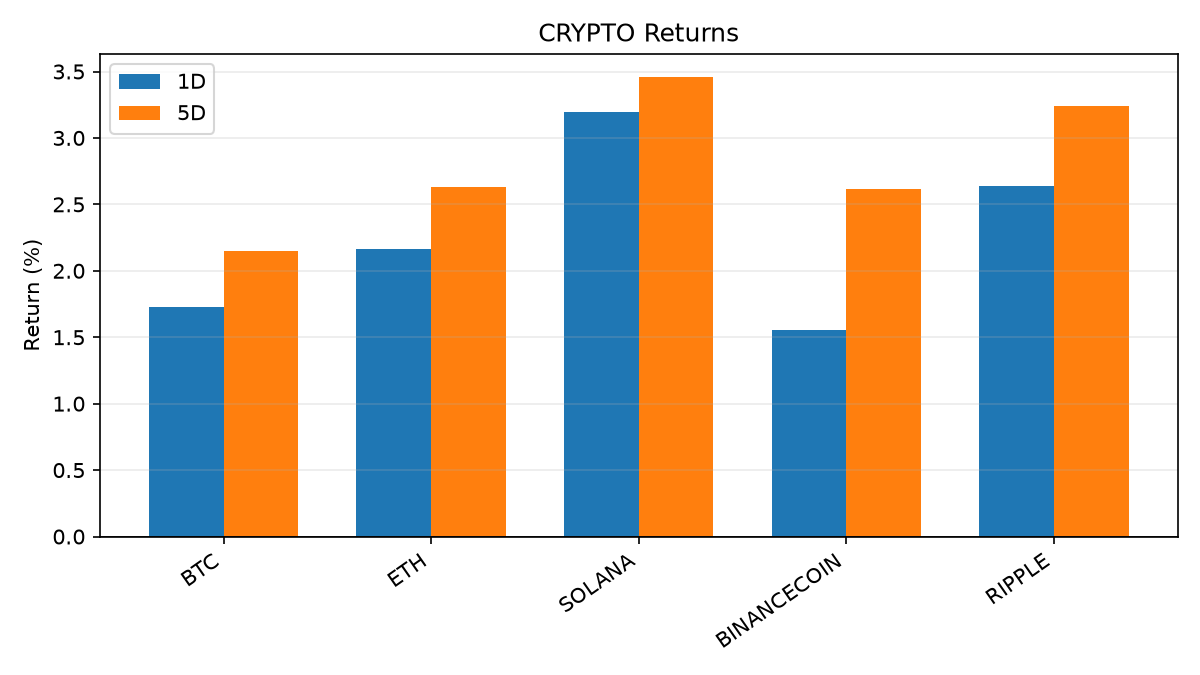 CRYPTO Returns
1D
5D
Return (%)
3.5
3.0
2.5
2.0
1.5
1.0
0.5
0.0
BTC
ETH
SOLANA
BINANCECOIN
RIPPLE